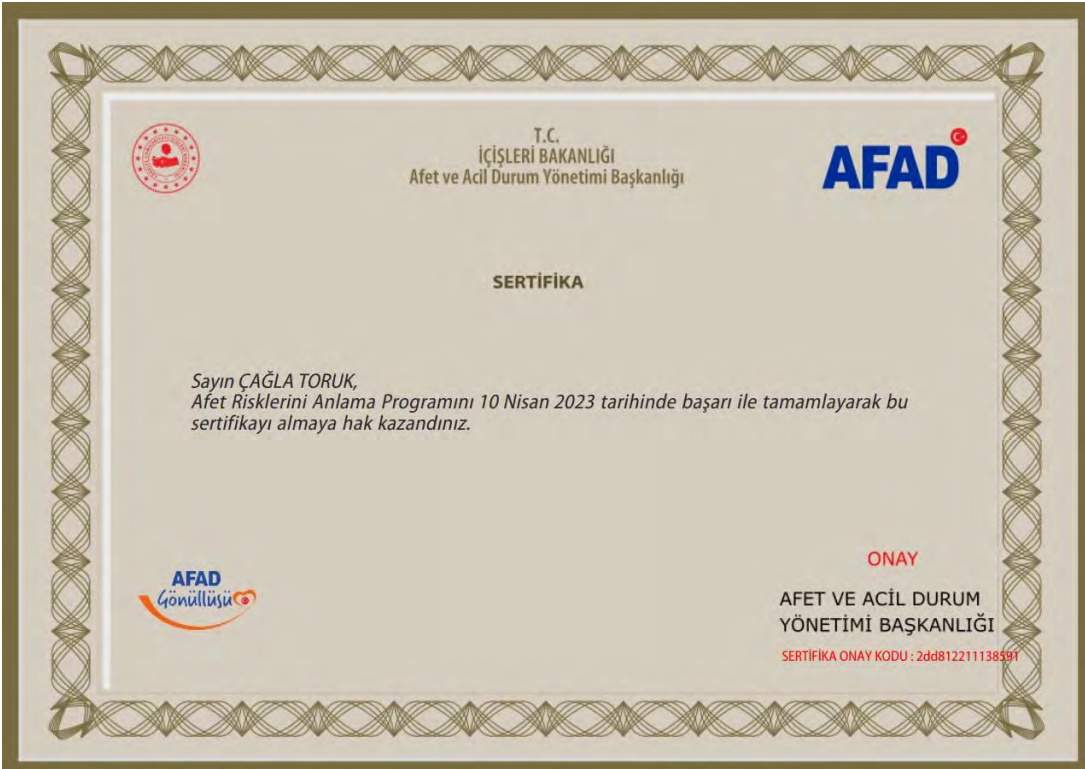 T.C.
İÇİŞLERİ BAKANLIĞI
Afet ve Acil Durum Yönetimi Başkanlığı
AFAD
SERTİFİKA
Sayın ÇAĞLA TORUK,
Afet Risklerini Anlama Programını 10 Nisan 2023 tarihinde başarı ile tamamlayarak bu
sertifikayı almaya hak kazandınız.
AFAD
Gönüllüsü
ONAY
AFET VE ACİL DURUM
YÖNETİMİ BAŞKANLIĞI
SERTİFİKA ONAY KODU : 2dd812211138591